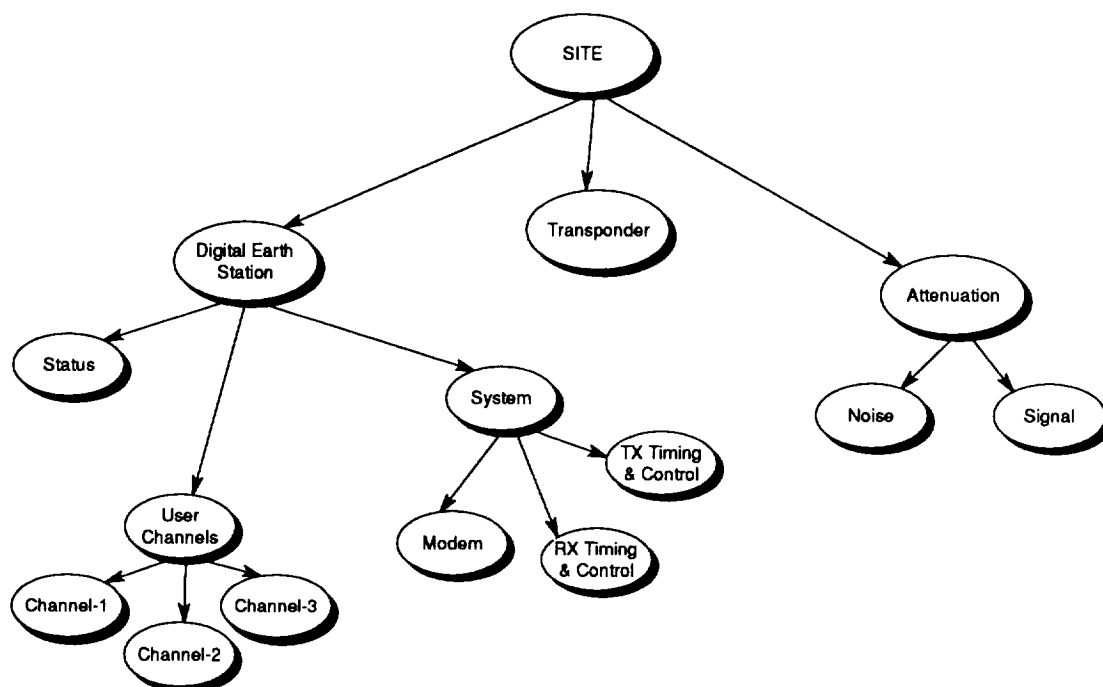 SITE
Transponder
Digital Earth
Station
Attenuation
Status
System
Noise
Signal
TX Timing
& Control
User
Channels
Modem
RX Timing
& Control
Channel-1
Channel-3
Channel-2